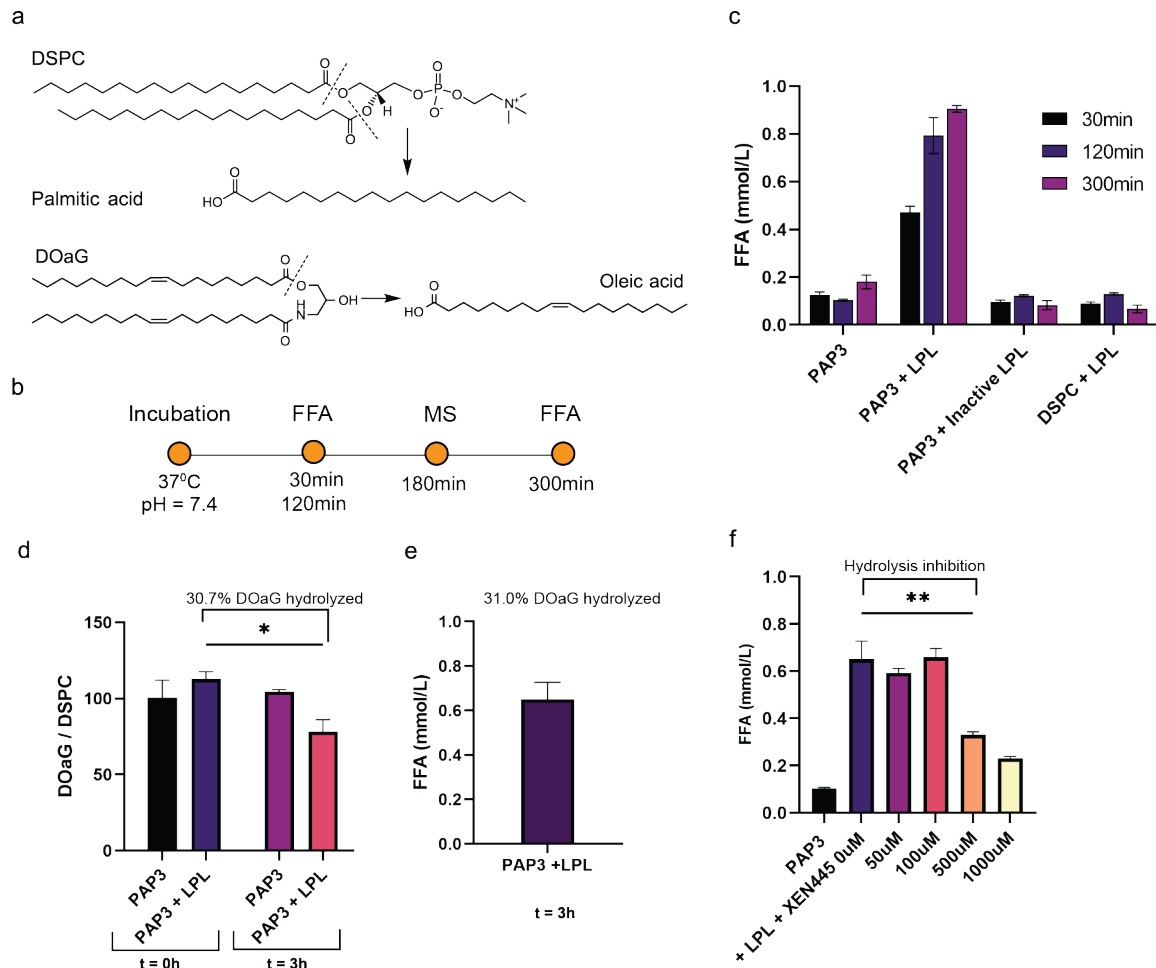 a
DSPC
O
O
O
O
H
O
P
O
O-
O
N+
Palmitic acid
HO
O
DOaG
O
O
OH
H
N
O
Oleic acid
O
HO
b
Incubation FFA MS FFA
37⁰C 30min 180min 300min
pH = 7.4 120min
c
FFA (mmol/L)
1.0
0.8
0.6
0.4
0.2
0.0
30min
120min
300min
PAP3
PAP3 + LPL
PAP3 + Inactive LPL
DSPC + LPL
d
30.7% DOaG hydrolyzed
*
DOaG / DSPC
150
100
50
0
PAP3
PAP3 + LPL
PAP3
PAP3 + LPL
t = 0h t = 3h
e
31.0% DOaG hydrolyzed
FFA (mmol/L)
1.0
0.8
0.6
0.4
0.2
0.0
PAP3 +LPL
t = 3h
f
Hydrolysis inhibition
**
FFA (mmol/L)
1.0
0.8
0.6
0.4
0.2
0.0
PAP3
+ LPL + XEN445 0uM
50uM
100uM
500uM
1000uM